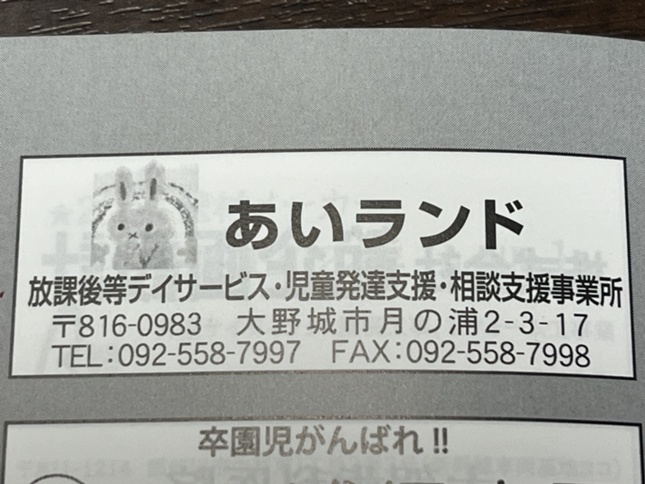 あいランド
放課後等デイサービス・児童発達支援・相談支援事業所
〒816-0983 大野城市月の浦2-3-17
TEL:092-558-7997 FAX:092-558-7998
卒園児がんばれ!!